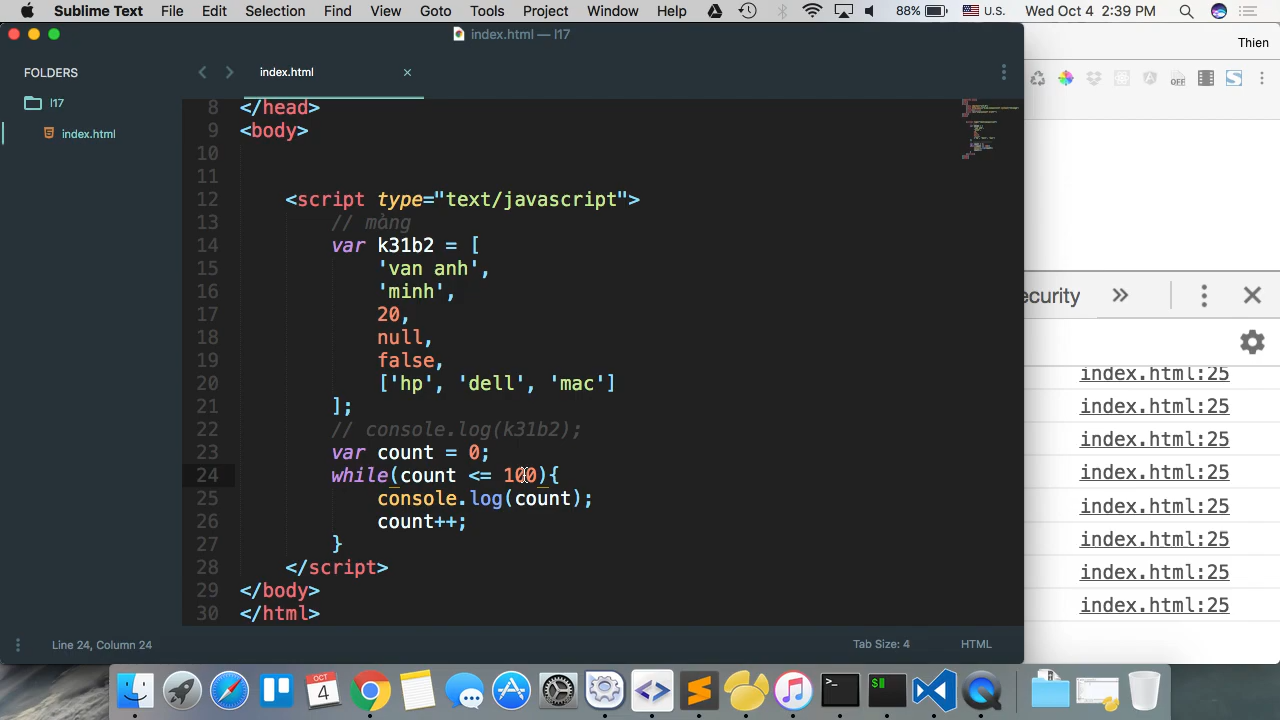 Sublime Text File Edit Selection Find View Goto Tools Project Window Help 88% U.S. Wed Oct 4 2:39 PM
index.html — l17
Thien
FOLDERS
index.html
l17
index.html
OFF
8 </head>
9 <body>
10
11
12 <script type="text/javascript">
13 // mảng
14 var k31b2 = [
15 'van anh',
16 'minh',
17 20,
18 null,
19 false,
20 ['hp', 'dell', 'mac']
21 ];
22 // console.log(k31b2);
23 var count = 0;
24 while(count <= 100){
25 console.log(count);
26 count++;
27 }
28 </script>
29 </body>
30 </html>
ecurity
index.html:25
index.html:25
index.html:25
index.html:25
index.html:25
index.html:25
index.html:25
index.html:25
Line 24, Column 24 Tab Size: 4 HTML
OCT
4